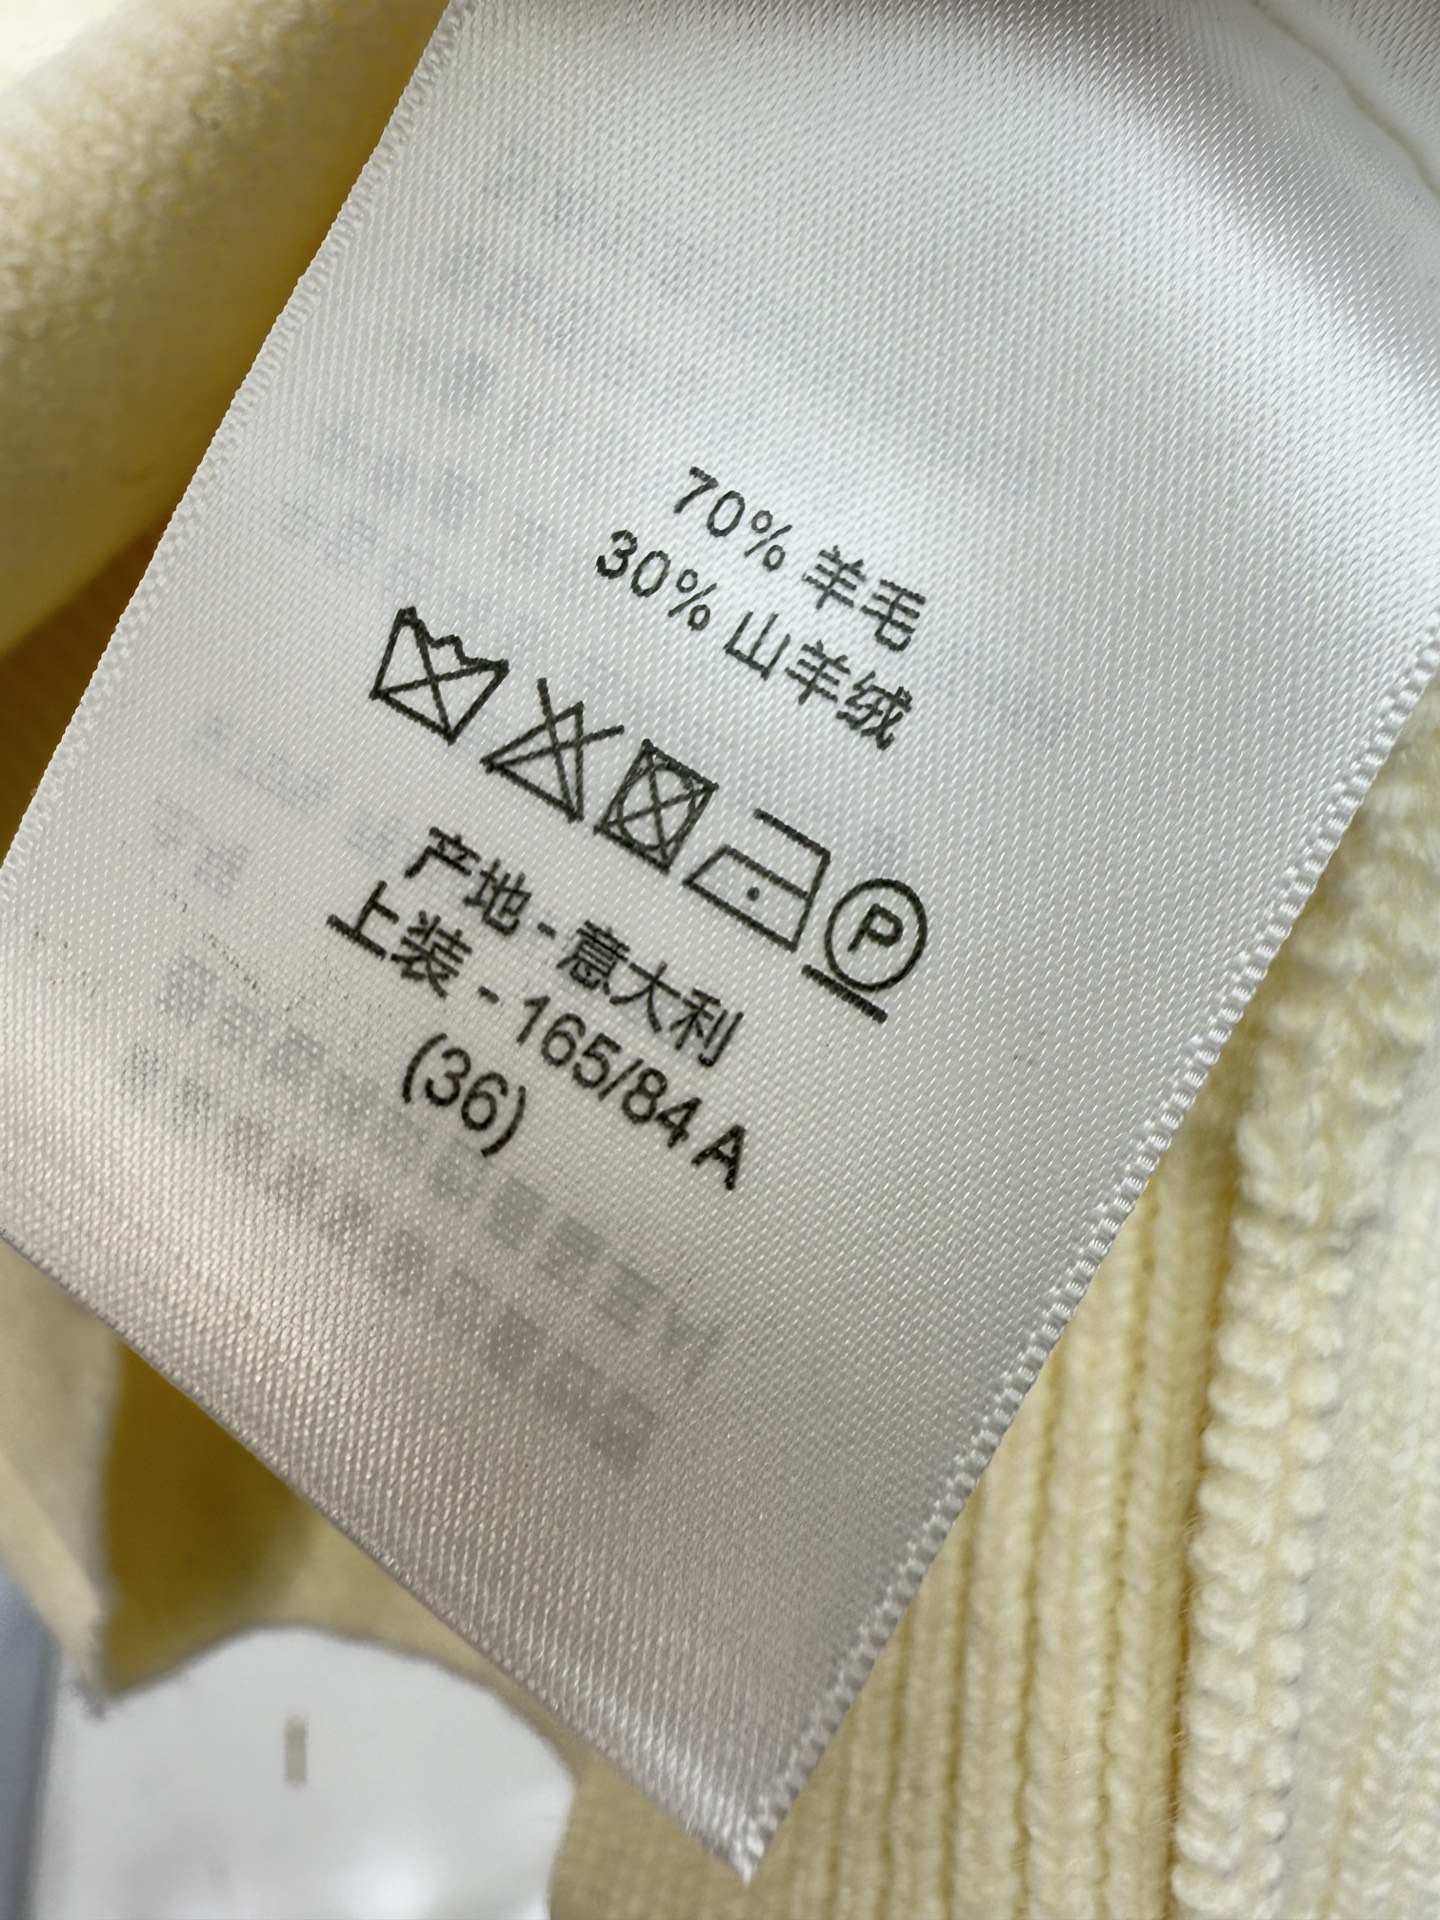 70% 羊毛
30% 山羊绒
P
产地 - 意大利
上装 - 165/84 A
(36)